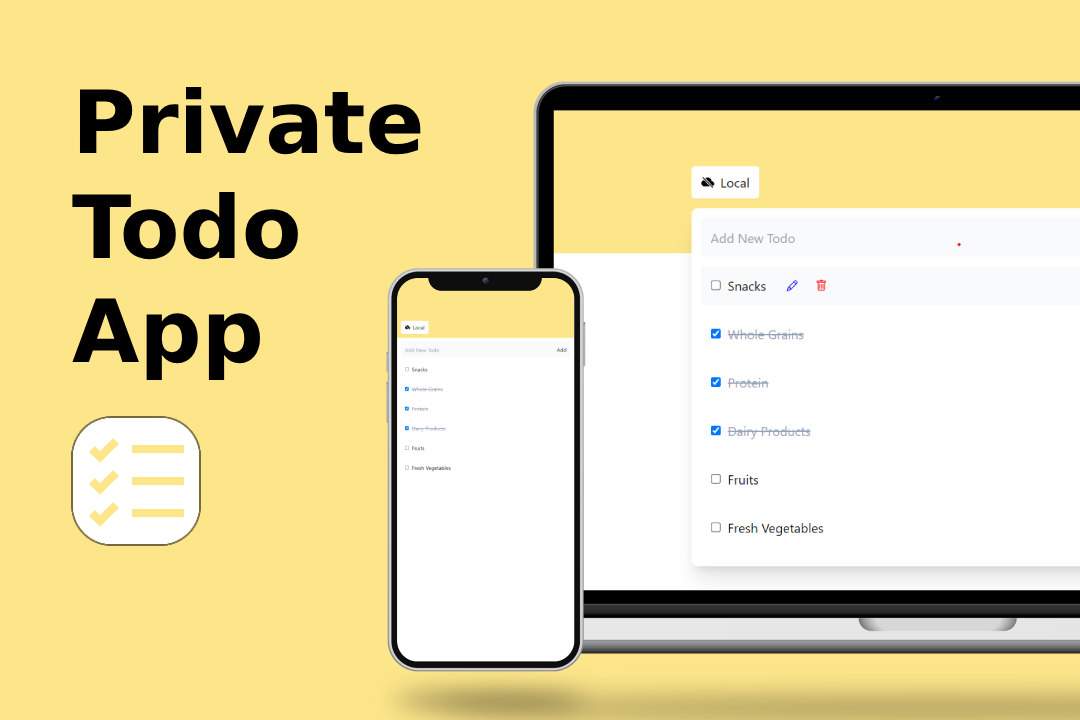 Private
Todo
App
Local
Add New Todo
Snacks
Whole Grains
Protein
Dairy Products
Fruits
Fresh Vegetables
Local
Add New Todo Add
Snacks
Whole Grains
Protein
Dairy Products
Fruits
Fresh Vegetables